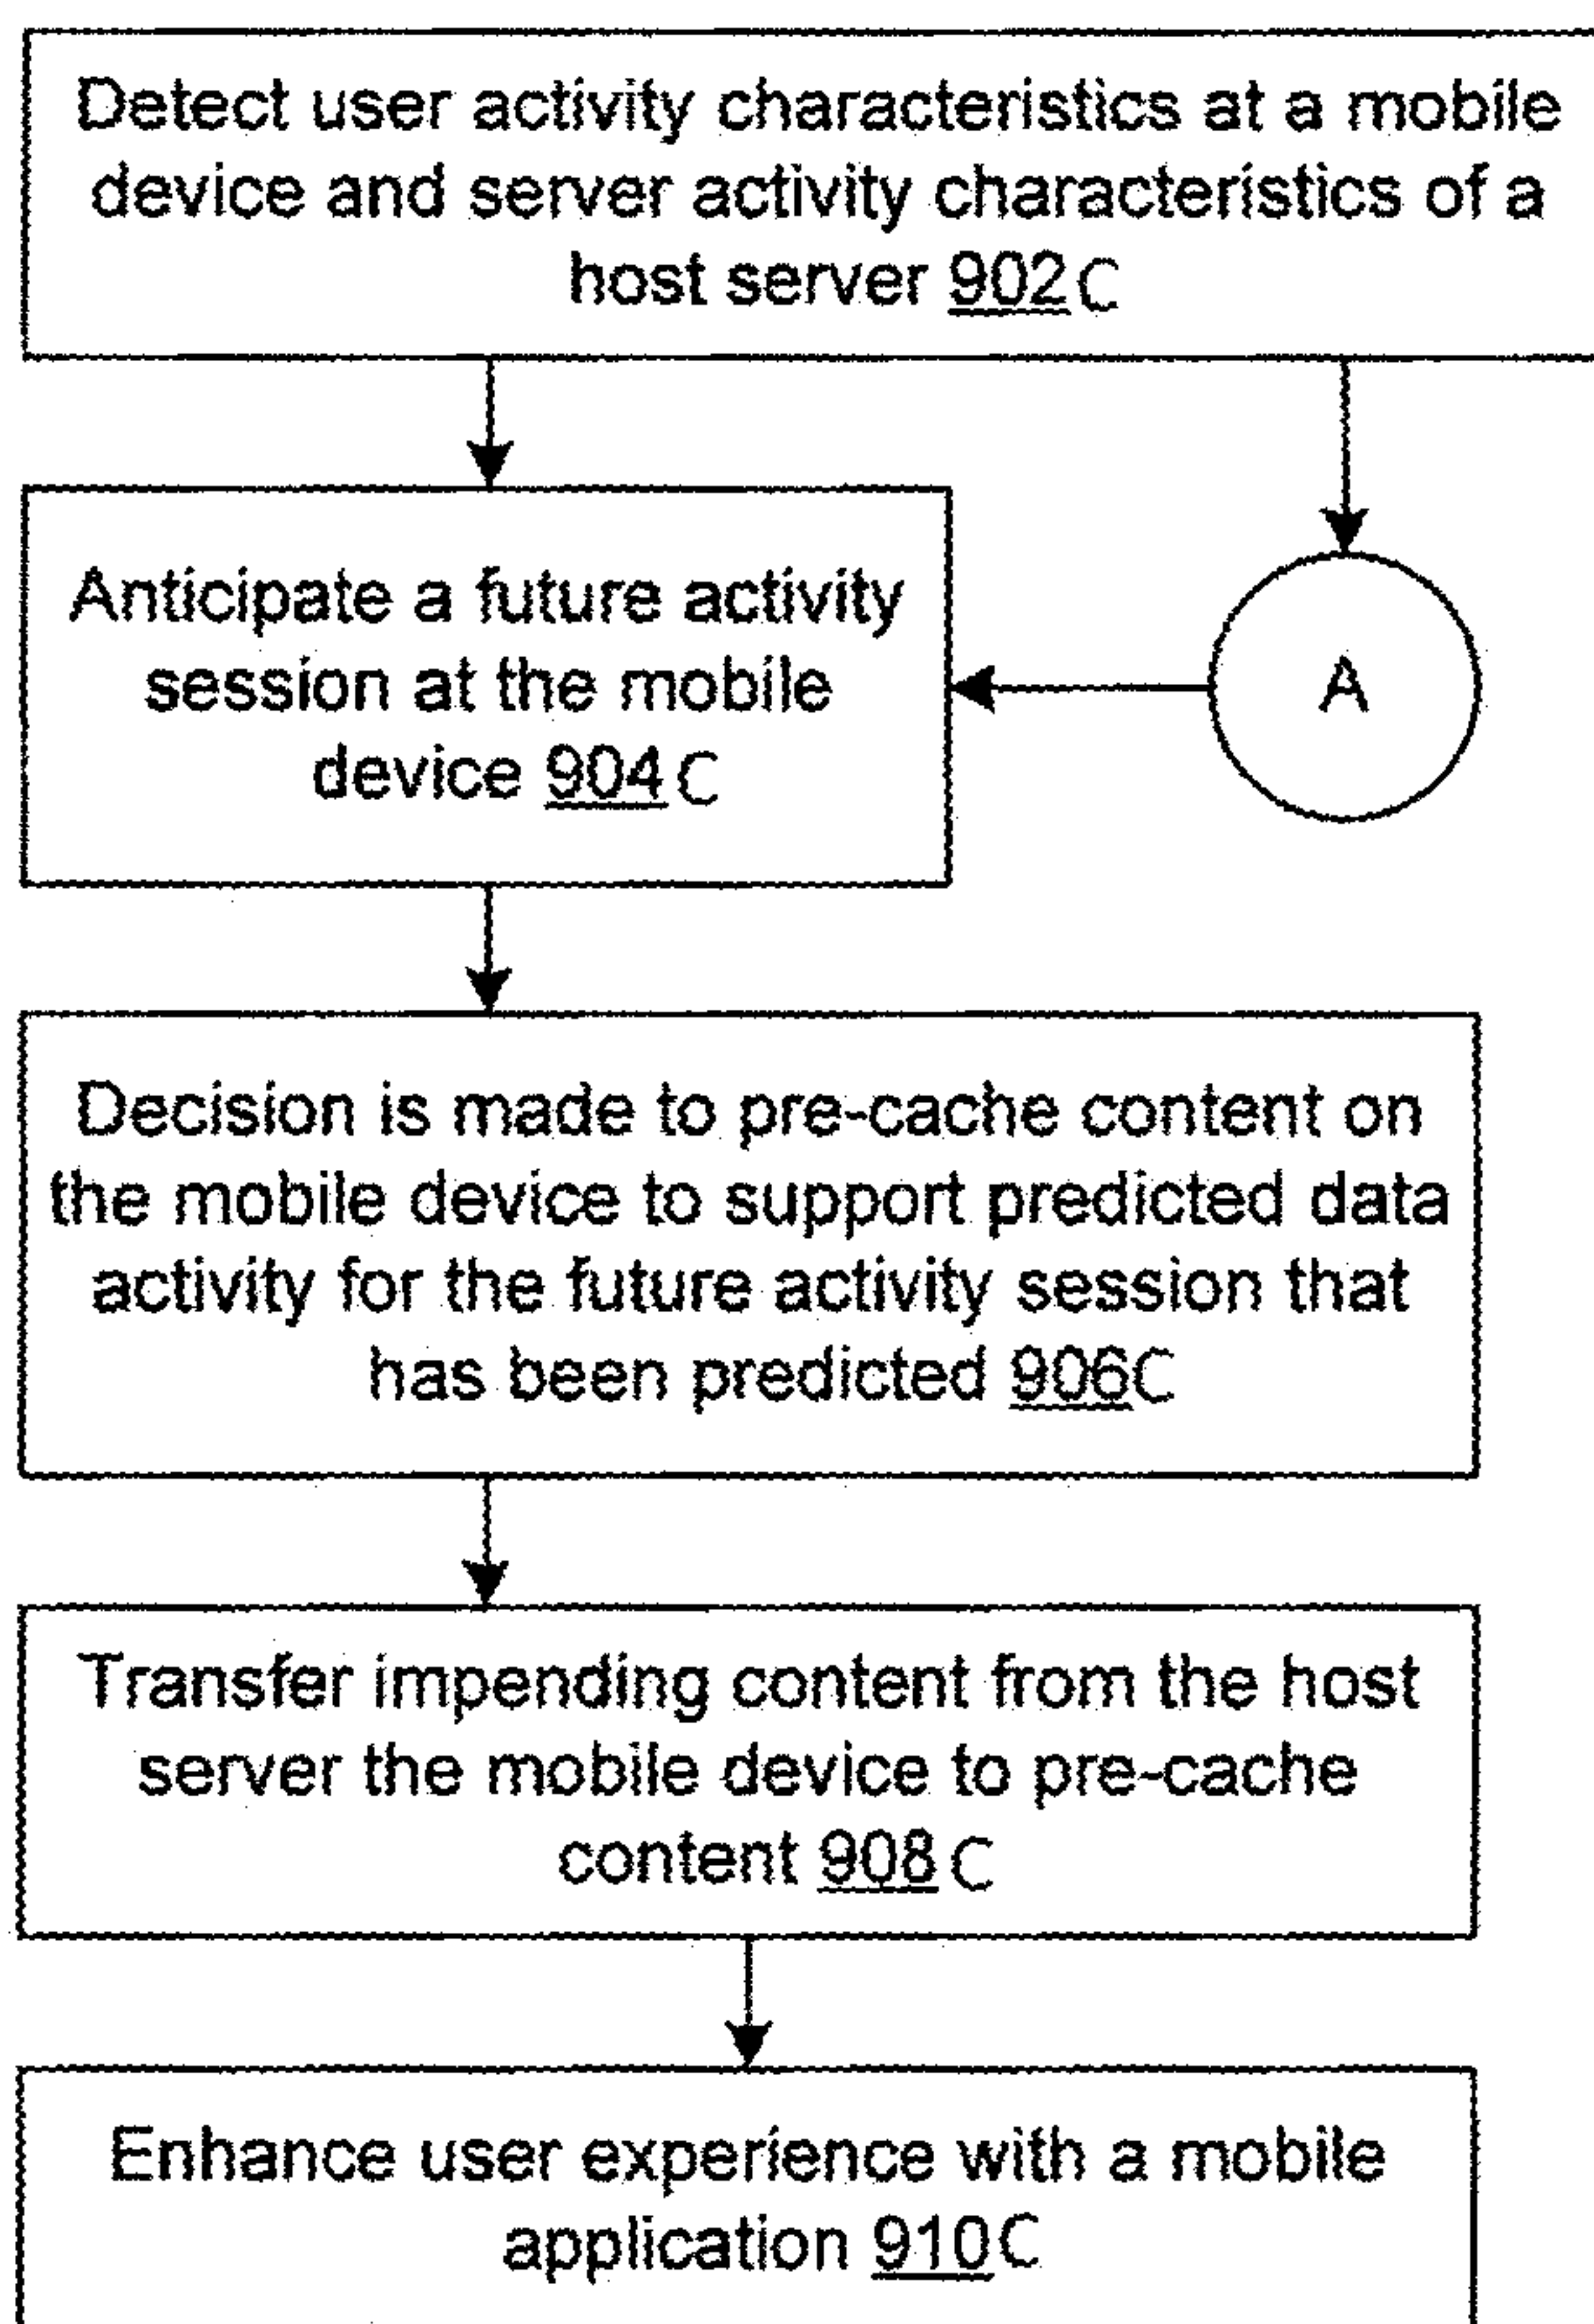 Detect user activity characteristics at a mobile
device and server activity characteristics of a
host server 902C
Anticipate a future activity
session at the mobile
device 904C
A
Decision is made to pre-cache content on
the mobile device to support predicted data
activity for the future activity session that
has been predicted 906C
Transfer impending content from the host
server the mobile device to pre-cache
content 908C
Enhance user experience with a mobile
application 910C